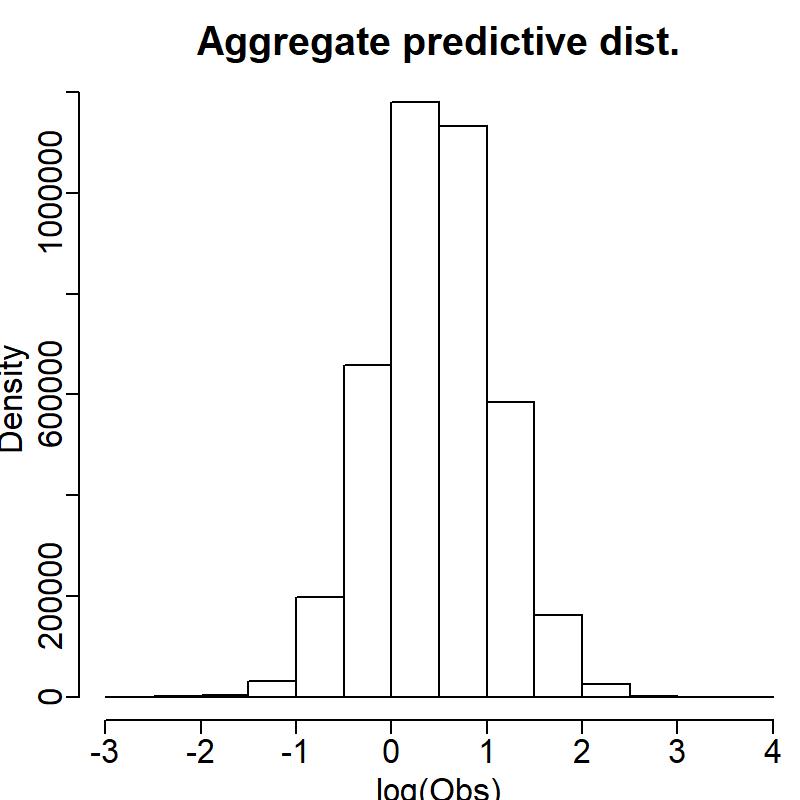 Aggregate predictive dist.
Density
1000000
600000
200000
0
-3 -2 -1 0 1 2 3 4
log(Obs)